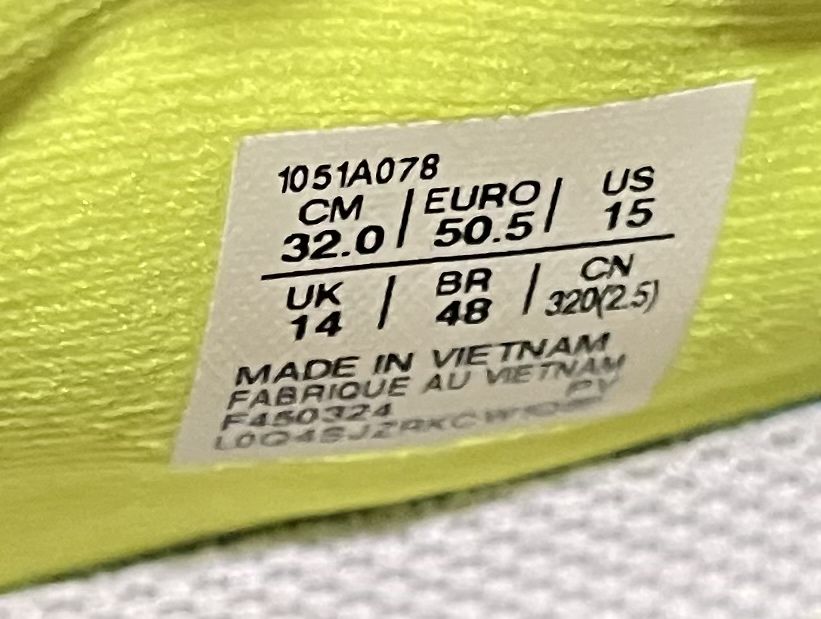 1051A078
CM | EURO | US
32.0 | 50.5 | 15
UK | BR | CN
14 | 48 | 320(2.5)
MADE IN VIETNAM
FABRIQUE AU VIETNAM
F450324 PV